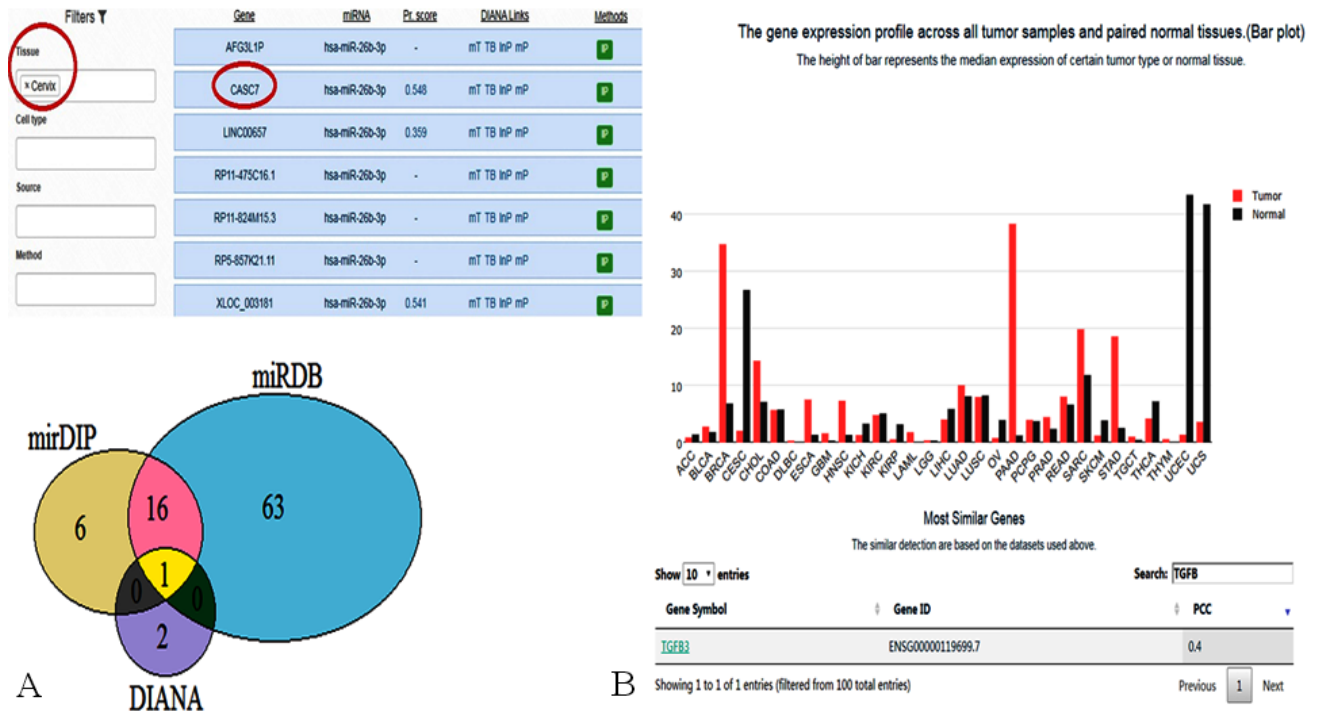 Filters
Gene miRNA Pr. score DIANA Links Methods
Tissue
× Cervix
Cell type
Source
Method
AFG3L1P hsa-miR-26b-3p - mT TB InP mP IP
CASC7 hsa-miR-26b-3p 0.548 mT TB InP mP IP
LINC00657 hsa-miR-26b-3p 0.359 mT TB InP mP IP
RP11-475C16.1 hsa-miR-26b-3p - mT TB InP mP IP
RP11-824M15.3 hsa-miR-26b-3p - mT TB InP mP IP
RP5-857K21.11 hsa-miR-26b-3p - mT TB InP mP IP
XLOC_003181 hsa-miR-26b-3p 0.541 mT TB InP mP IP
miRDB
mirDIP
6
16
63
1
0
0
2
DIANA
A
The gene expression profile across all tumor samples and paired normal tissues.(Bar plot)
The height of bar represents the median expression of certain tumor type or normal tissue.
Tumor
Normal
40
30
20
10
0
ACC BLCA BRCA CESC CHOL COAD DLBC ESCA GBM HNSC KICH KIRC KIRP LAML LGG LIHC LUAD LUSC OV PAAD PCPG PRAD READ SARC SKCM STAD TGCT THCA THYM UCEC UCS
Most Similar Genes
The similar detection are based on the datasets used above.
Show 10 entries Search: TGFB
Gene Symbol Gene ID PCC
TGFB3 ENSG00000119699.7 0.4
Showing 1 to 1 of 1 entries (filtered from 100 total entries) Previous 1 Next
B